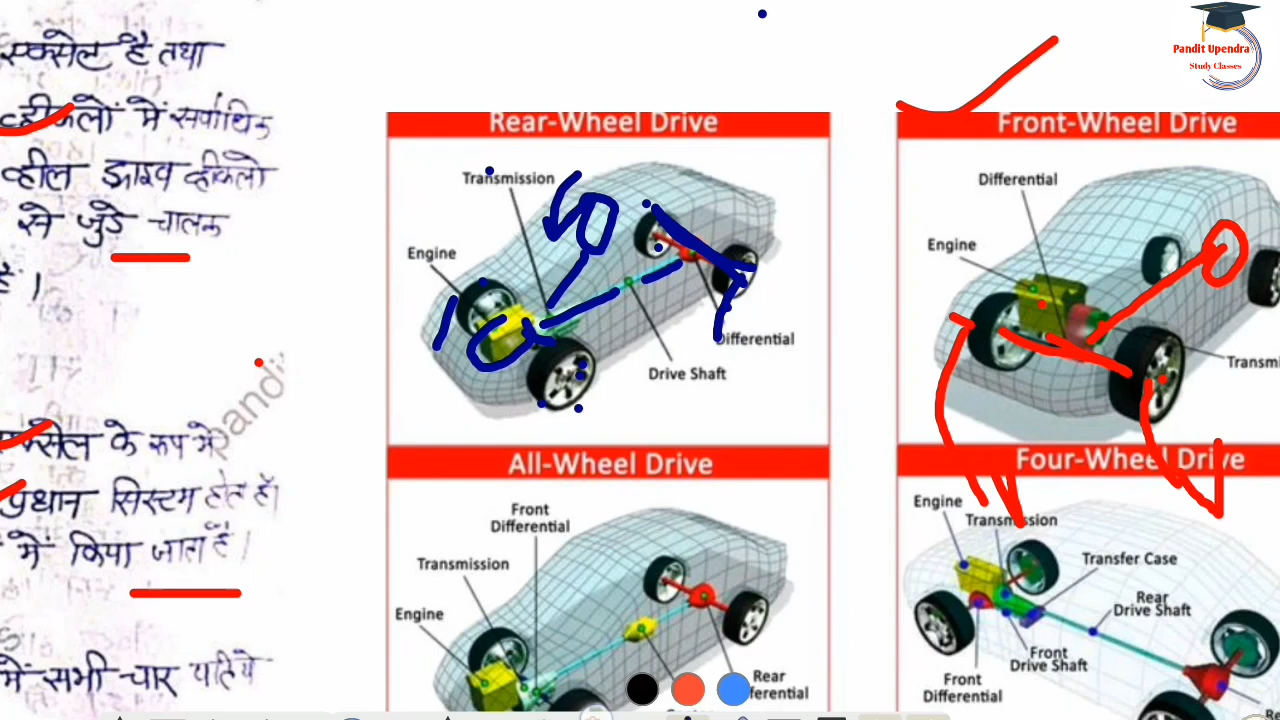 एक्सेल है तथा
व्हीकलों में सर्वाधिक
व्हील ड्राइव व्हीकलो
से जुडे चालक
है ।
एक्सेल के रूप मे
प्रधान सिस्टम होते हैं।
में किया जाता है ।
में सभी चार पहिये
pandit
Pandit Upendra
Study Classes
Rear-Wheel Drive
Transmission
Engine
Differential
Drive Shaft
Front-Wheel Drive
Differential
Engine
Transmi
All-Wheel Drive
Front
Differential
Transmission
Engine
Rear
ferential
Four-Wheel Drive
Engine
Transmission
Transfer Case
Rear
Drive Shaft
Front
Drive Shaft
Front
Differential